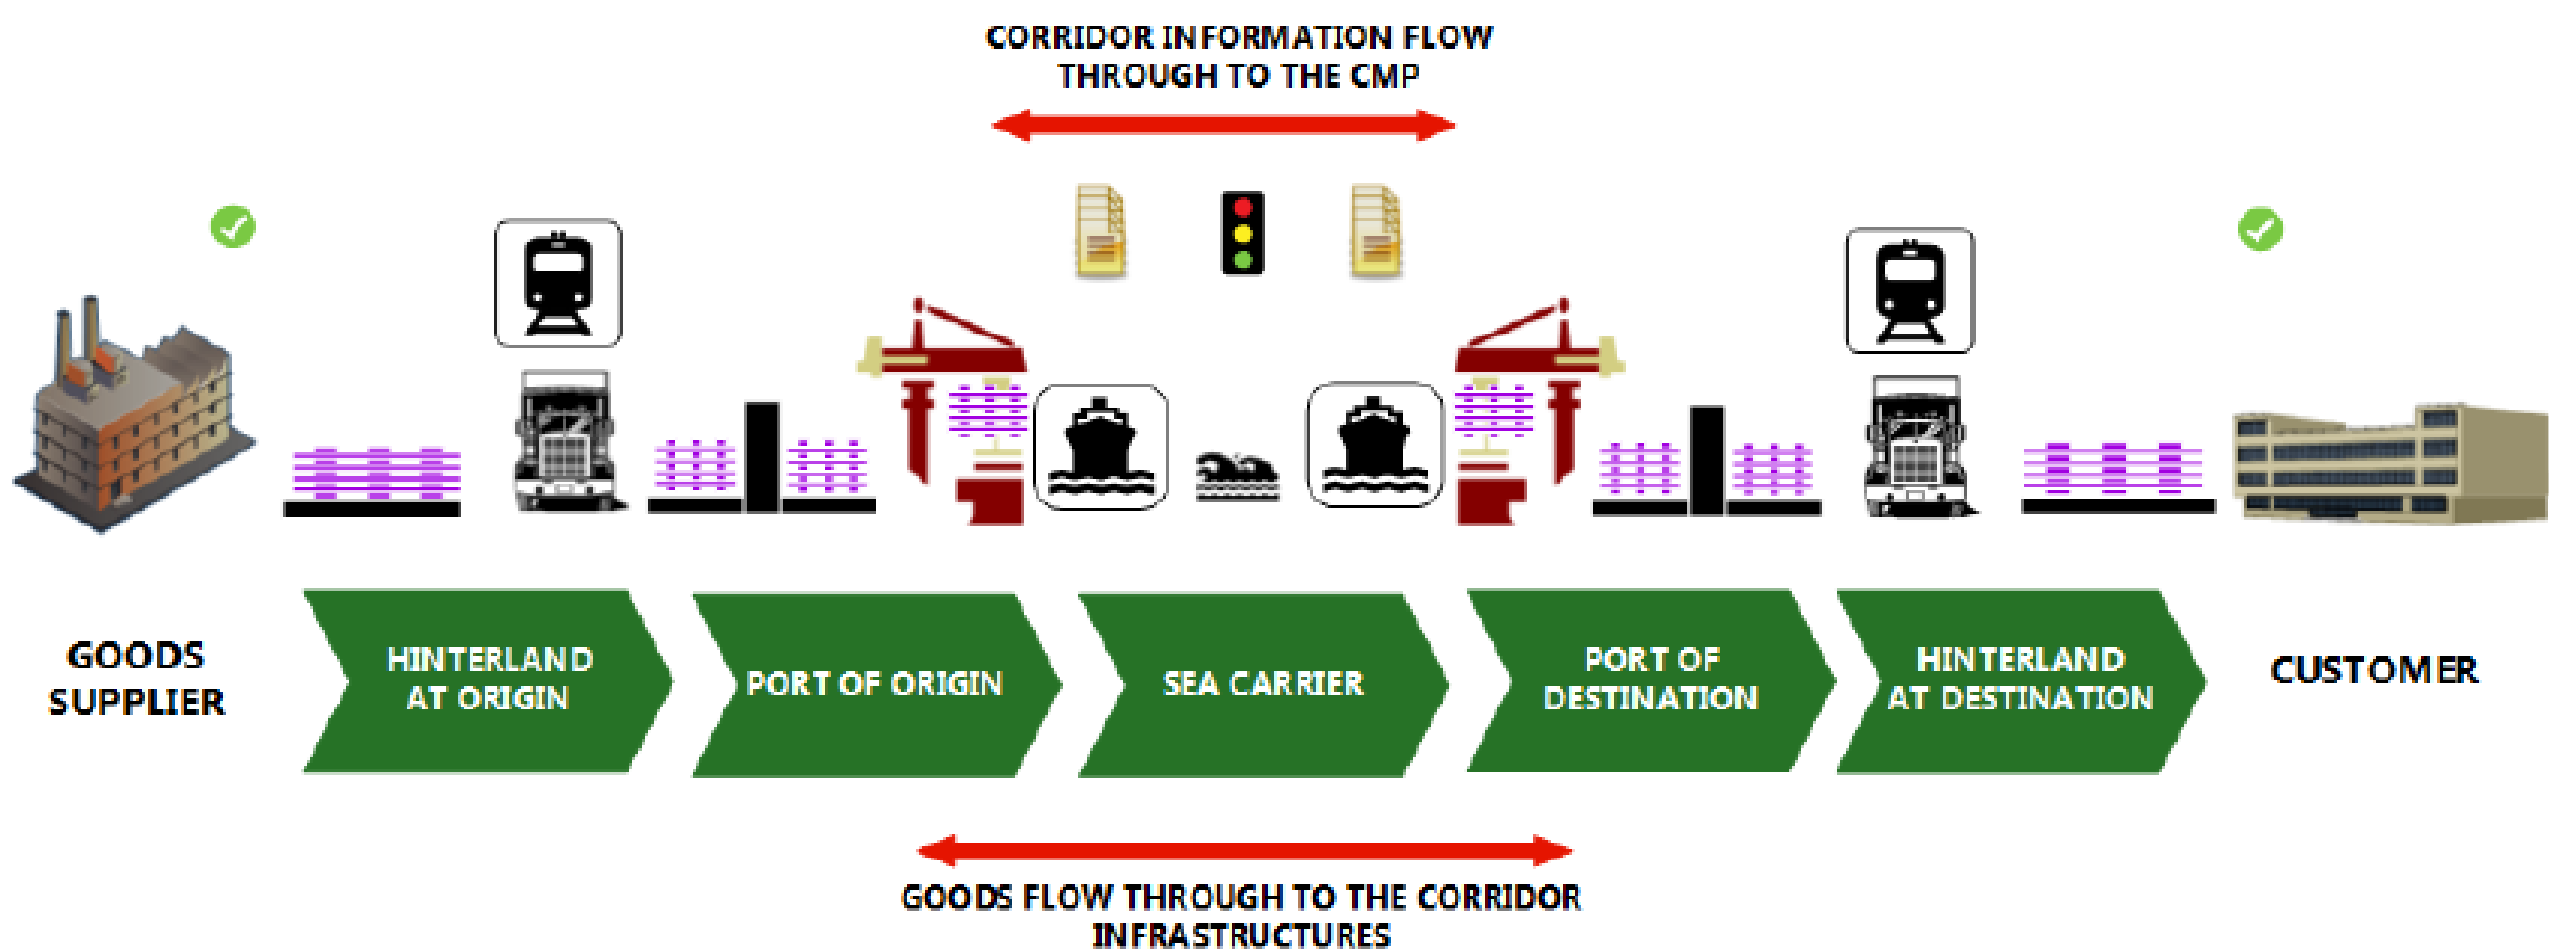 CORRIDOR INFORMATION FLOW
THROUGH TO THE CMP
GOODS
SUPPLIER
HINTERLAND
AT ORIGIN
PORT OF ORIGIN
SEA CARRIER
PORT OF
DESTINATION
HINTERLAND
AT DESTINATION
CUSTOMER
GOODS FLOW THROUGH TO THE CORRIDOR
INFRASTRUCTURES